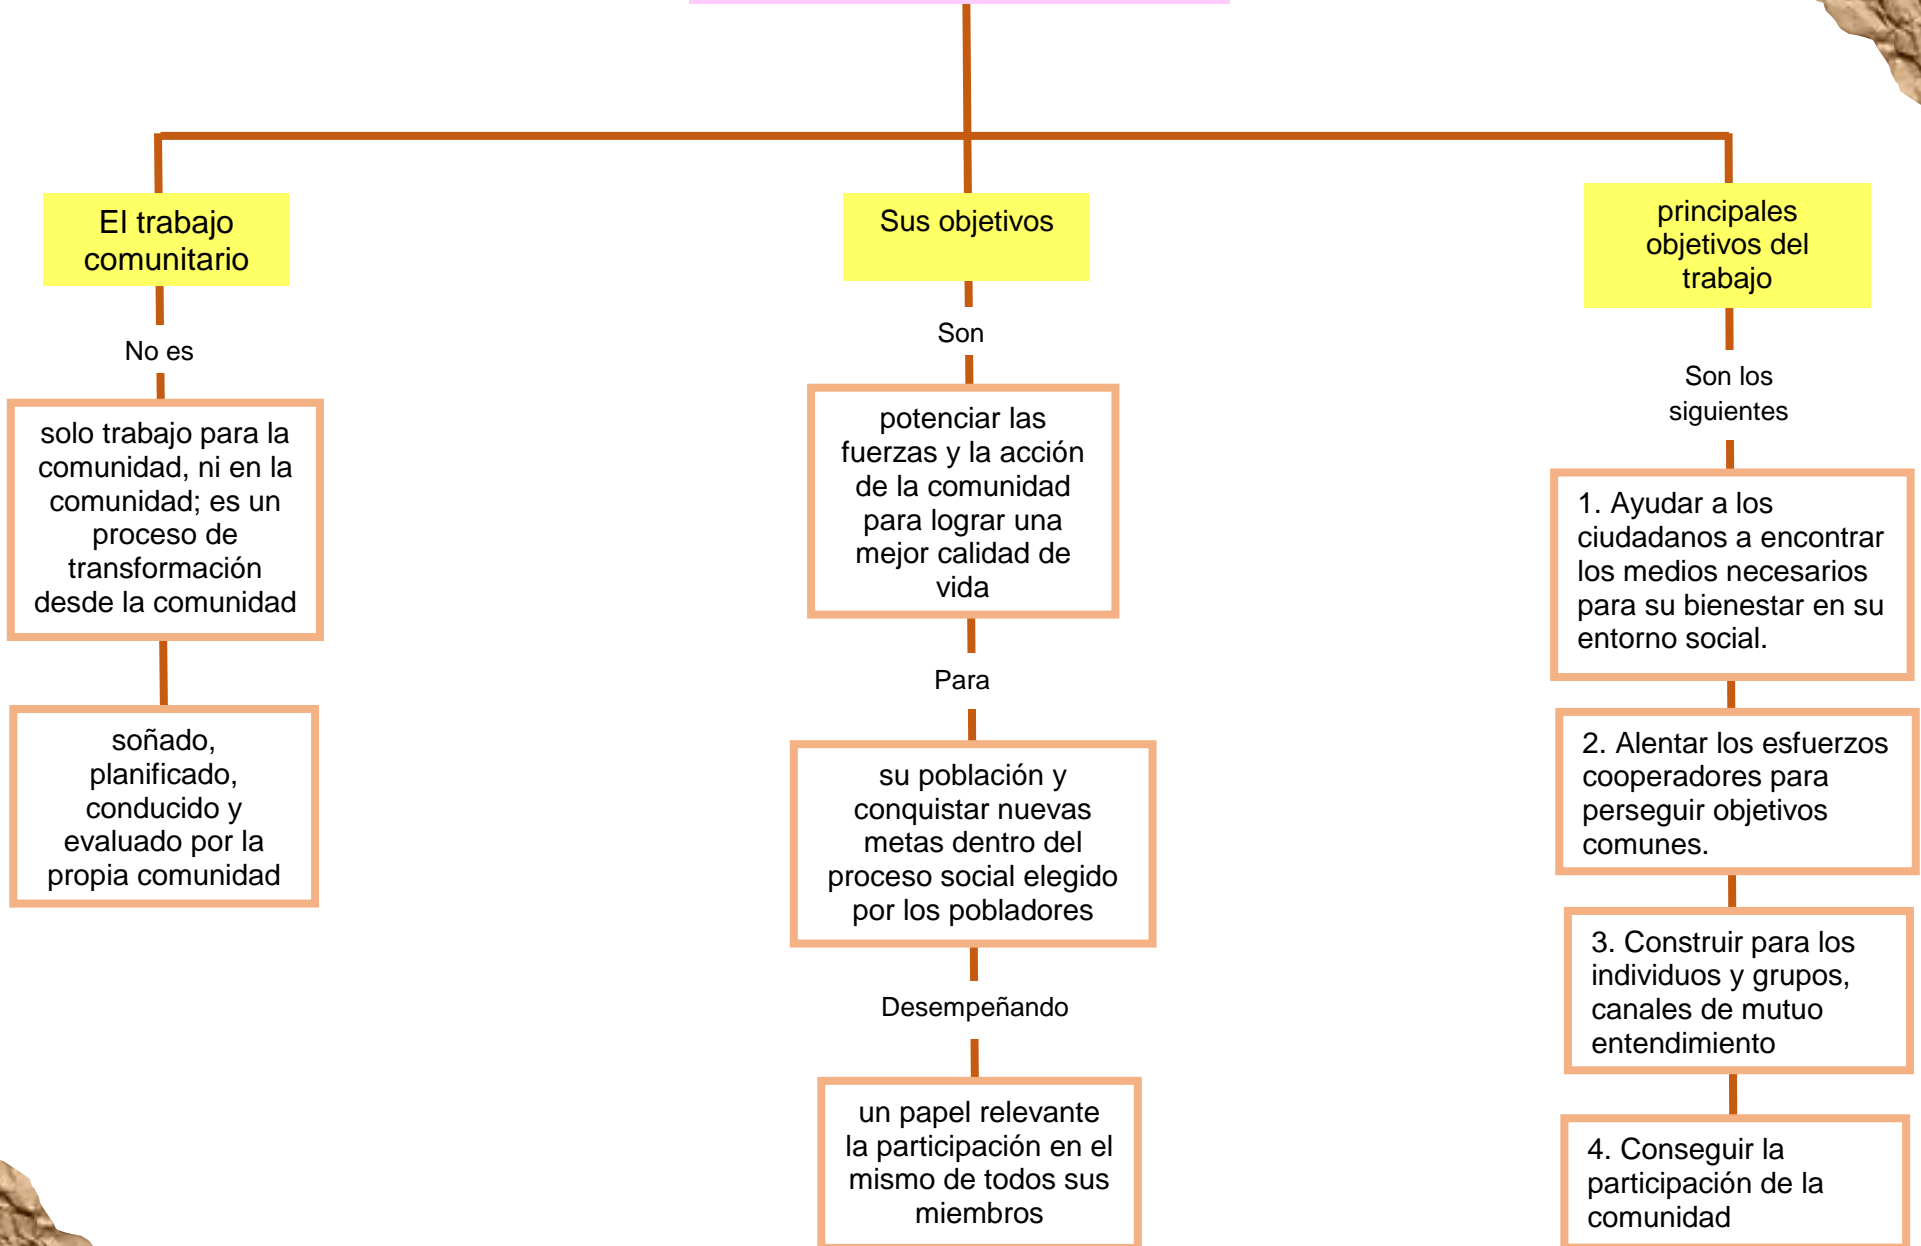 El trabajo
comunitario
No es
solo trabajo para la
comunidad, ni en la
comunidad; es un
proceso de
transformación
desde la comunidad
soñado,
planificado,
conducido y
evaluado por la
propia comunidad
Sus objetivos
Son
potenciar las
fuerzas y la acción
de la comunidad
para lograr una
mejor calidad de
vida
Para
su población y
conquistar nuevas
metas dentro del
proceso social elegido
por los pobladores
Desempeñando
un papel relevante
la participación en el
mismo de todos sus
miembros
principales
objetivos del
trabajo
Son los
siguientes
1. Ayudar a los
ciudadanos a encontrar
los medios necesarios
para su bienestar en su
entorno social.
2. Alentar los esfuerzos
cooperadores para
perseguir objetivos
comunes.
3. Construir para los
individuos y grupos,
canales de mutuo
entendimiento
4. Conseguir la
participación de la
comunidad